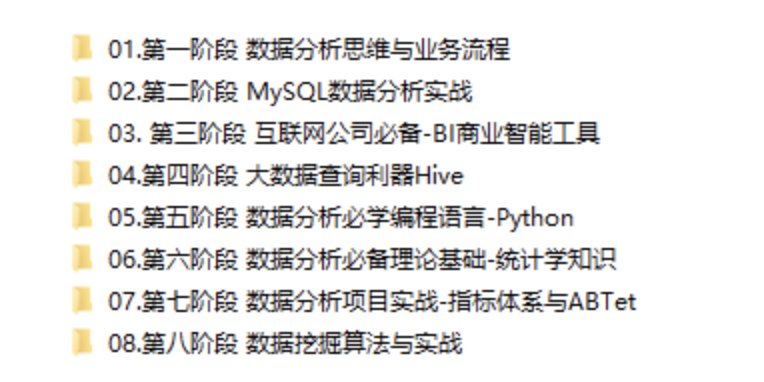 01.第一阶段 数据分析思维与业务流程
02.第二阶段 MySQL数据分析实战
03. 第三阶段 互联网公司必备-BI商业智能工具
04.第四阶段 大数据查询利器Hive
05.第五阶段 数据分析必学编程语言-Python
06.第六阶段 数据分析必备理论基础-统计学知识
07.第七阶段 数据分析项目实战-指标体系与ABTet
08.第八阶段 数据挖掘算法与实战